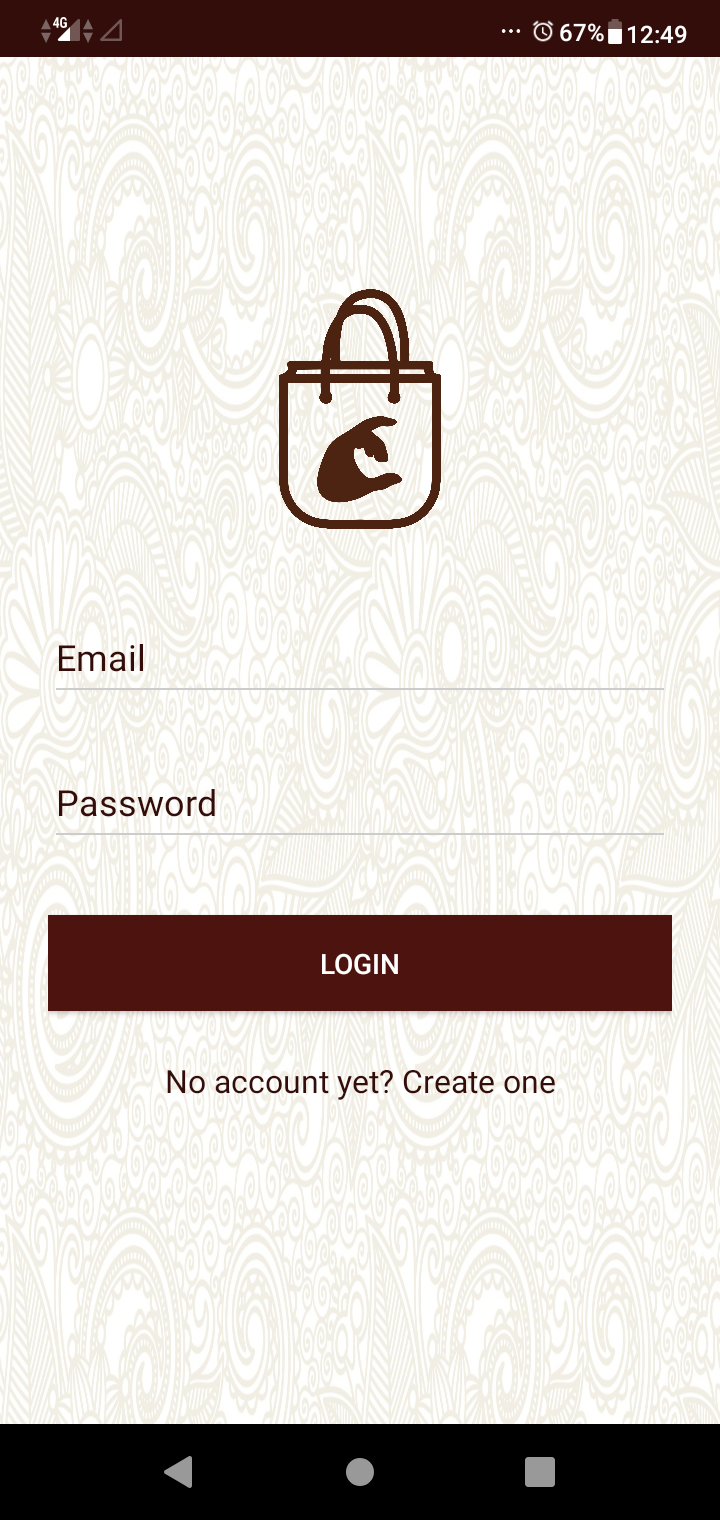 4G 67% 12:49
Email
Password
LOGIN
No account yet? Create one